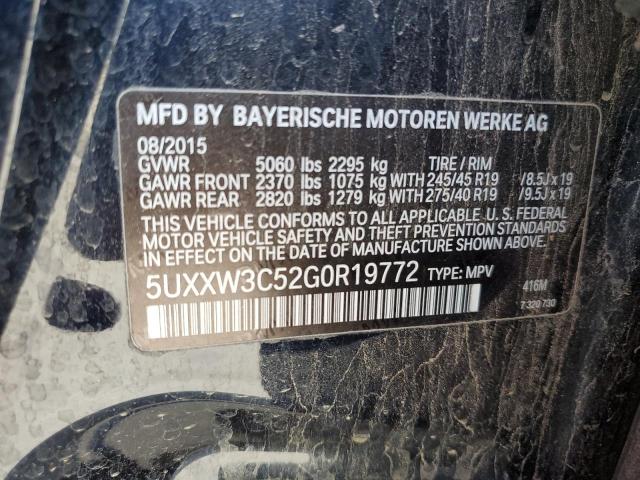 MFD BY BAYERISCHE MOTOREN WERKE AG
08/2015
GVWR 5060 lbs 2295 kg TIRE / RIM
GAWR FRONT 2370 lbs 1075 kg WITH 245/45 R19 /8.5J x 19
GAWR REAR 2820 lbs 1279 kg WITH 275/40 R19 /9.5J x 19
THIS VEHICLE CONFORMS TO ALL APPLICABLE U. S. FEDERAL
MOTOR VEHICLE SAFETY AND THEFT PREVENTION STANDARDS
IN EFFECT ON THE DATE OF MANUFACTURE SHOWN ABOVE.
5UXXW3C52G0R19772 TYPE: MPV
416M
7 320 730